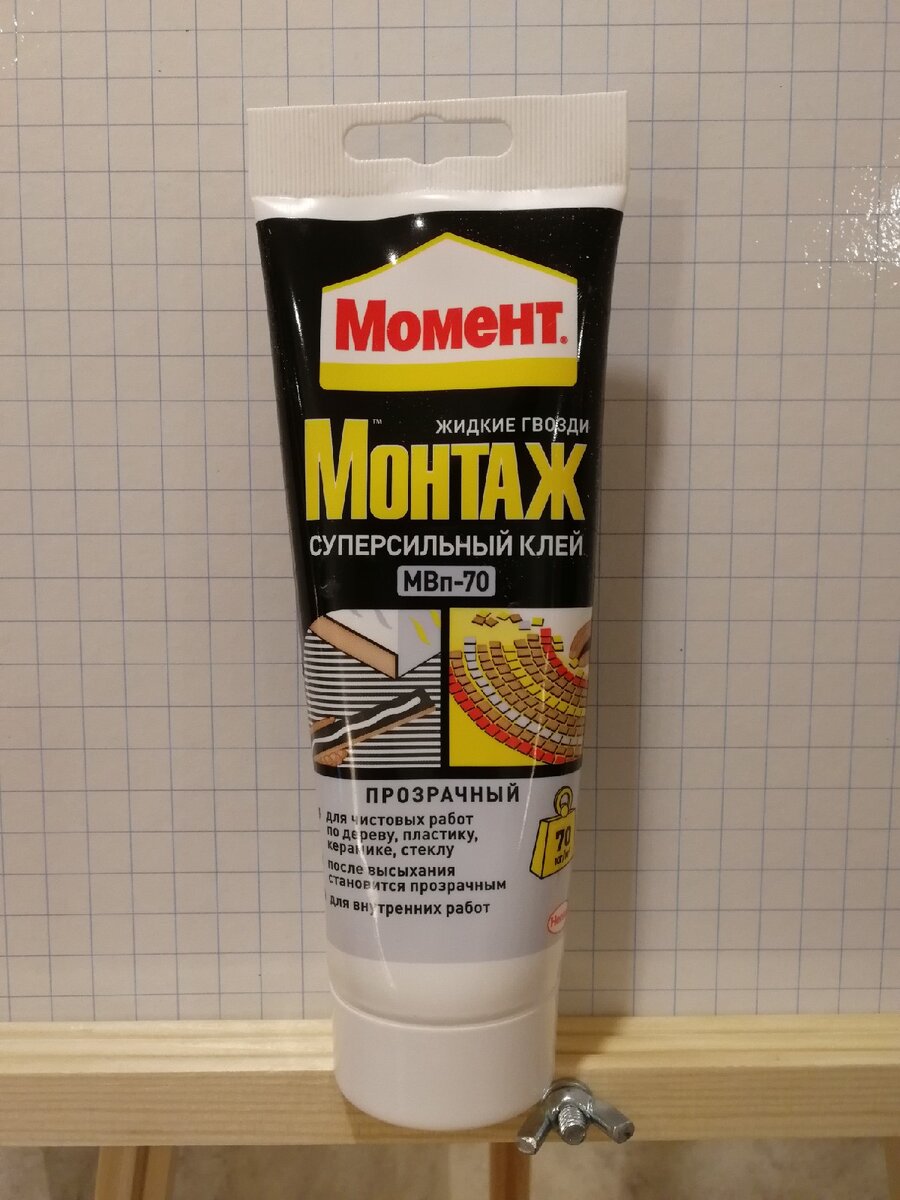 Момент®
ЖИДКИЕ ГВОЗДИ
МОНТАЖ™
СУПЕРСИЛЬНЫЙ КЛЕЙ
МВп-70
ПРОЗРАЧНЫЙ
для чистовых работ
по дереву, пластику,
керамике, стеклу
после высыхания
становится прозрачным
для внутренних работ
70